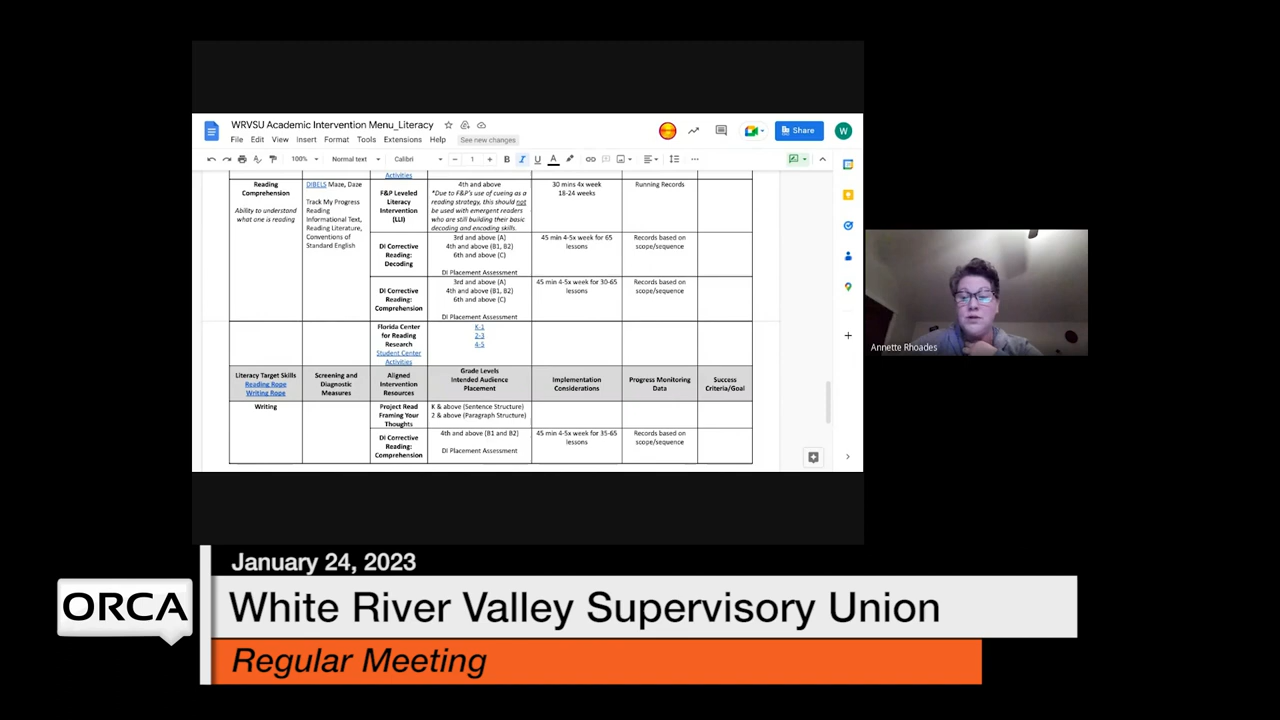 WRVSU Academic Intervention Menu_Literacy
Share
W
File Edit View Insert Format Tools Extensions Help See new changes
100% Normal text Calibri − 1 + B I U A
Activities
Reading
Comprehension
Ability to understand
what one is reading
DIBELS Maze, Daze
Track My Progress
Reading
Informational Text,
Reading Literature,
Conventions of
Standard English
F&P Leveled
Literacy
Intervention
(LLI)
4th and above
*Due to F&P's use of cueing as a
reading strategy, this should not
be used with emergent readers
who are still building their basic
decoding and encoding skills.
30 mins 4x week
18-24 weeks
Running Records
DI Corrective
Reading:
Decoding
3rd and above (A)
4th and above (B1, B2)
6th and above (C)
DI Placement Assessment
45 min 4-5x week for 65
lessons
Records based on
scope/sequence
DI Corrective
Reading:
Comprehension
3rd and above (A)
4th and above (B1, B2)
6th and above (C)
DI Placement Assessment
45 min 4-5x week for 30-65
lessons
Records based on
scope/sequence
Florida Center
for Reading
Research
Student Center
Activities
K-1
2-3
4-5
Literacy Target Skills
Reading Rope
Writing Rope
Screening and
Diagnostic
Measures
Aligned
Intervention
Resources
Grade Levels
Intended Audience
Placement
Implementation
Considerations
Progress Monitoring
Data
Success
Criteria/Goal
Writing
Project Read
Framing Your
Thoughts
K & above (Sentence Structure)
2 & above (Paragraph Structure)
DI Corrective
Reading:
Comprehension
4th and above (B1 and B2)
DI Placement Assessment
45 min 4-5x week for 35-65
lessons
Records based on
scope/sequence
Annette Rhoades
January 24, 2023
ORCA
White River Valley Supervisory Union
Regular Meeting